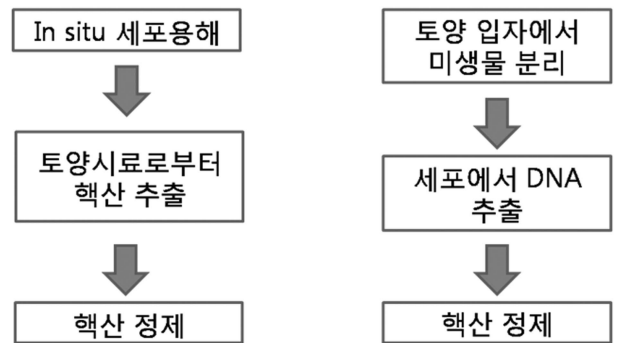 In situ 세포용해
토양시료로부터
핵산 추출
핵산 정제
토양 입자에서
미생물 분리
세포에서 DNA
추출
핵산 정제